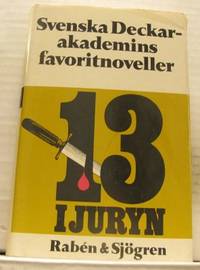 Svenska Deckar-
akademins
favoritnoveller
13
I JURYN
Rabén & Sjögren